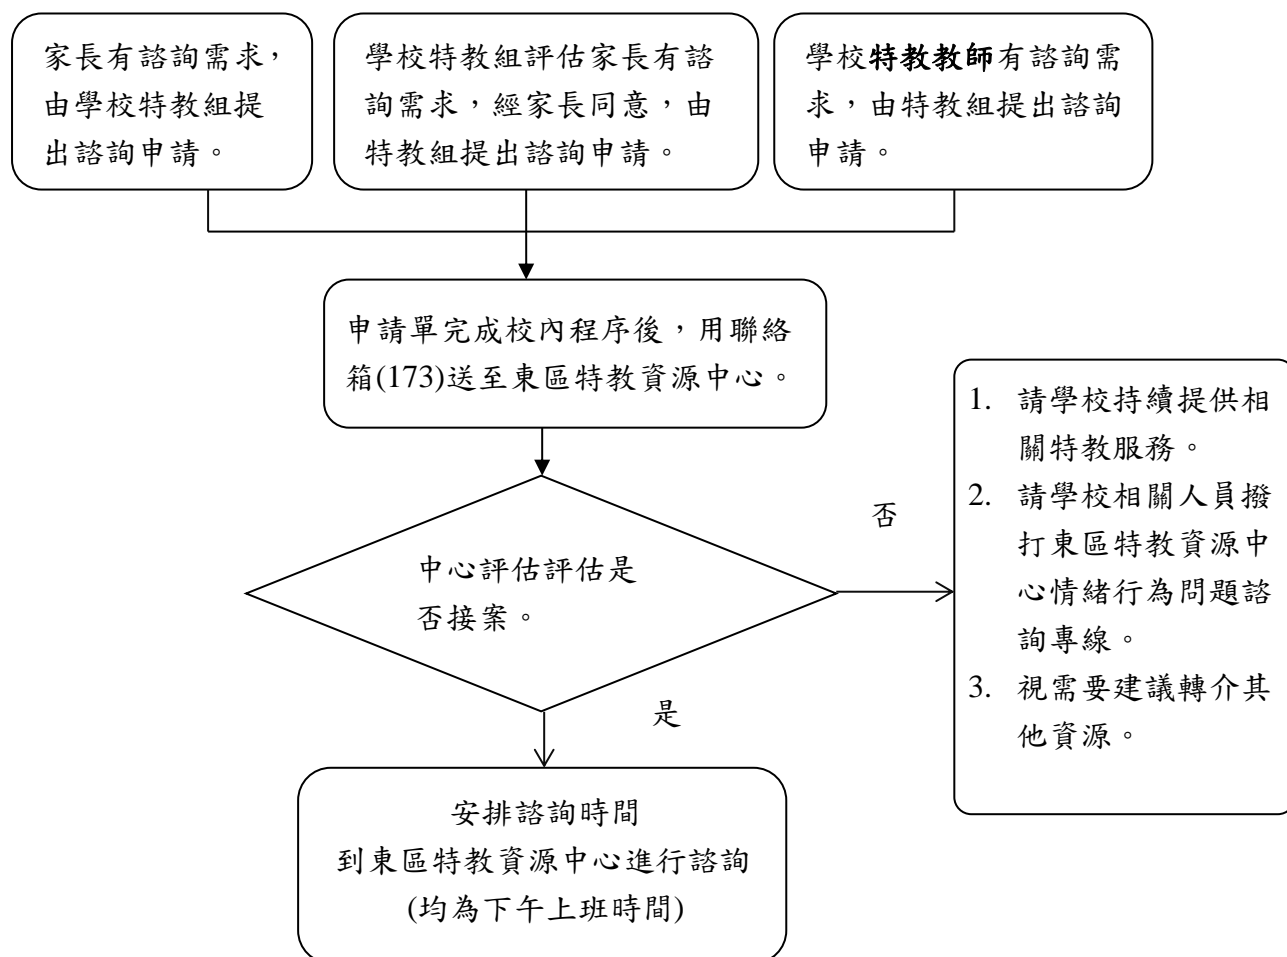 家長有諮詢需求，
由學校特教組提
出諮詢申請。
學校特教組評估家長有諮
詢需求，經家長同意，由
特教組提出諮詢申請。
學校特教教師有諮詢需
求，由特教組提出諮詢
申請。
申請單完成校內程序後，用聯絡
箱(173)送至東區特教資源中心。
中心評估評估是
否接案。
否
1. 請學校持續提供相
關特教服務。
2. 請學校相關人員撥
打東區特教資源中
心情緒行為問題諮
詢專線。
3. 視需要建議轉介其
他資源。
是
安排諮詢時間
到東區特教資源中心進行諮詢
(均為下午上班時間)